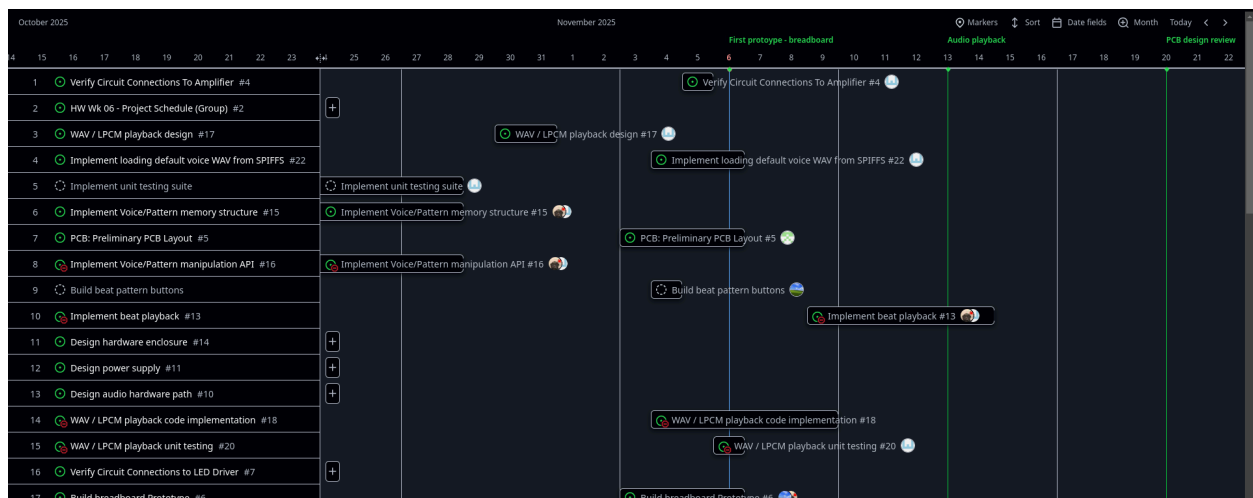 October 2025 November 2025 Markers Sort Date fields Month Today
First protoype - breadboard Audio playback PCB design review
14 15 16 17 18 19 20 21 22 23 24 25 26 27 28 29 30 31 1 2 3 4 5 6 7 8 9 10 11 12 13 14 15 16 17 18 19 20 21 22
1 Verify Circuit Connections To Amplifier #4 Verify Circuit Connections To Amplifier #4
2 HW Wk 06 - Project Schedule (Group) #2 +
3 WAV / LPCM playback design #17 WAV / LPCM playback design #17
4 Implement loading default voice WAV from SPIFFS #22 Implement loading default voice WAV from SPIFFS #22
5 Implement unit testing suite Implement unit testing suite
6 Implement Voice/Pattern memory structure #15 Implement Voice/Pattern memory structure #15
7 PCB: Preliminary PCB Layout #5 PCB: Preliminary PCB Layout #5
8 Implement Voice/Pattern manipulation API #16 Implement Voice/Pattern manipulation API #16
9 Build beat pattern buttons Build beat pattern buttons
10 Implement beat playback #13 Implement beat playback #13
11 Design hardware enclosure #14 +
12 Design power supply #11 +
13 Design audio hardware path #10 +
14 WAV / LPCM playback code implementation #18 WAV / LPCM playback code implementation #18
15 WAV / LPCM playback unit testing #20 WAV / LPCM playback unit testing #20
16 Verify Circuit Connections to LED Driver #7 +
17 Build breadboard Prototype #6 Build breadboard Prototype #6